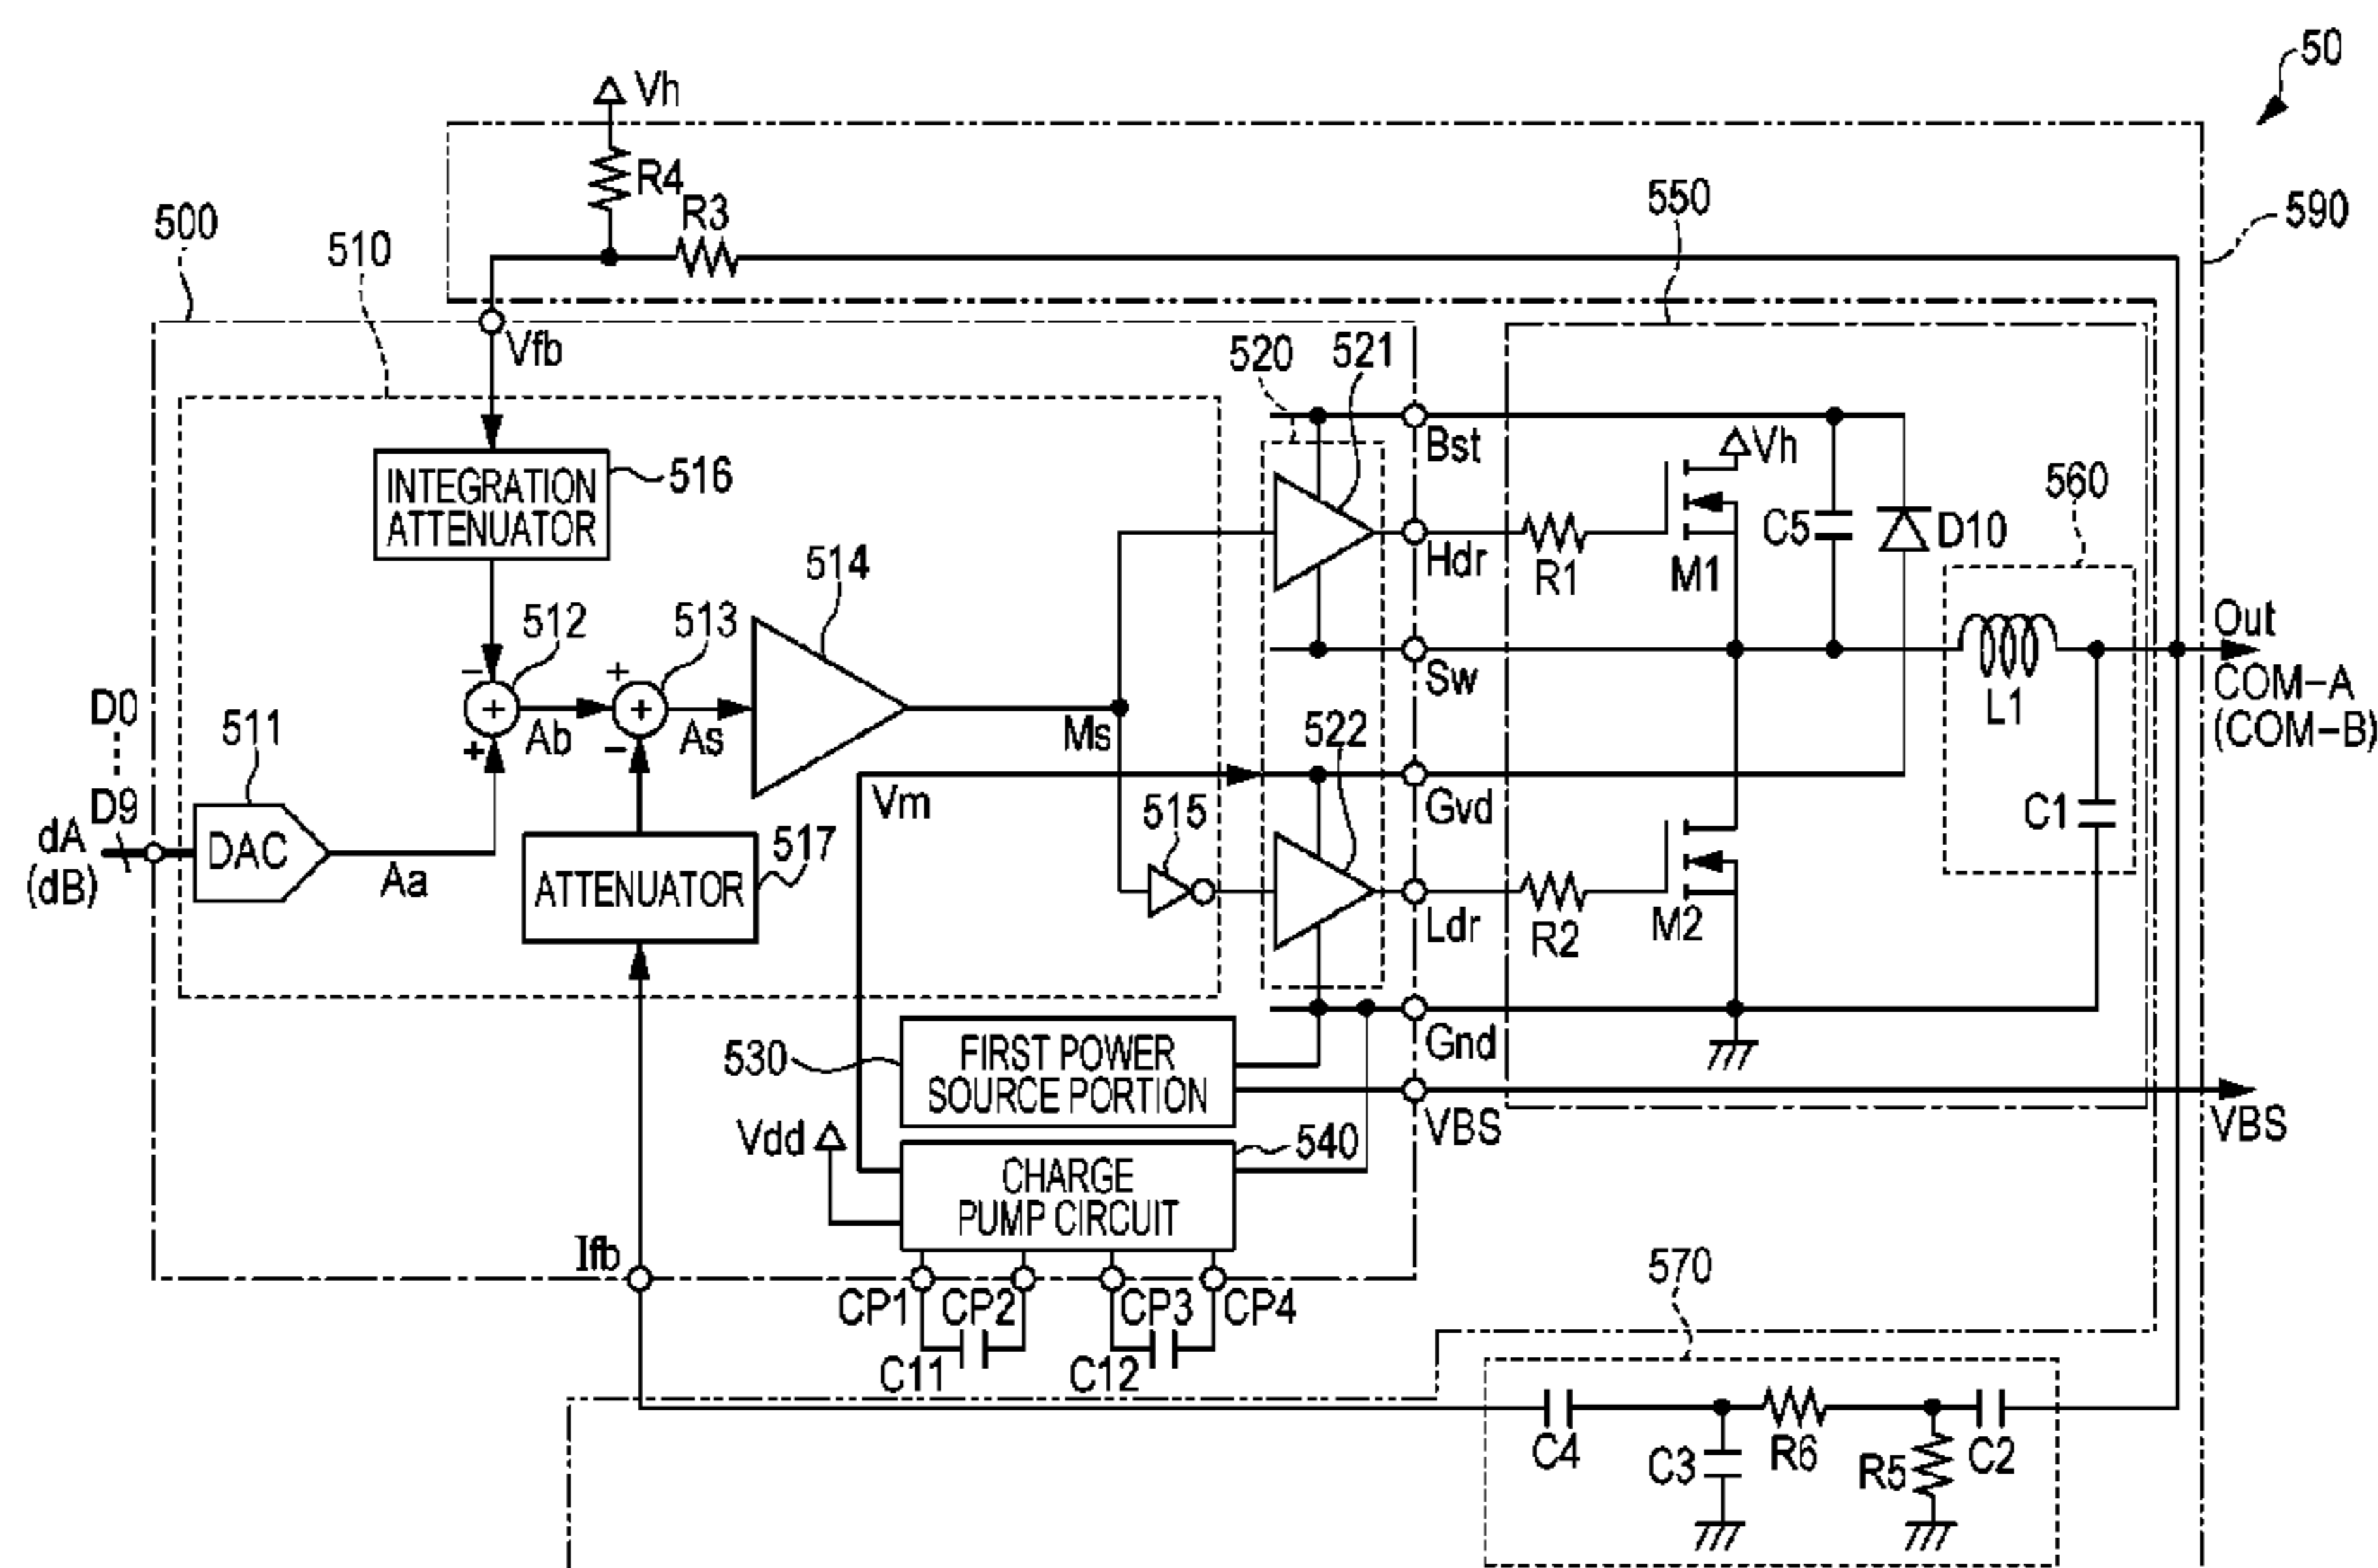 50
Vh
R4
R3
500
510
550
590
Vfb
520
521
Bst
Vh
INTEGRATION
ATTENUATOR
516
560
C5
D10
514
Hdr
R1
M1
512
513
−
+
Out
+
+
Sw
D0
511
+
Ab
−
As
Ms
522
L1
COM−A
(COM−B)
D9
Vm
515
Gvd
C1
dA
(dB)
DAC
517
Aa
ATTENUATOR
Ldr
R2
M2
530
FIRST POWER
SOURCE PORTION
Gnd
Vdd
540
VBS
VBS
CHARGE
PUMP CIRCUIT
Ifb
570
CP1
CP2
CP3
CP4
C11
C12
C4
C3
R6
R5
C2